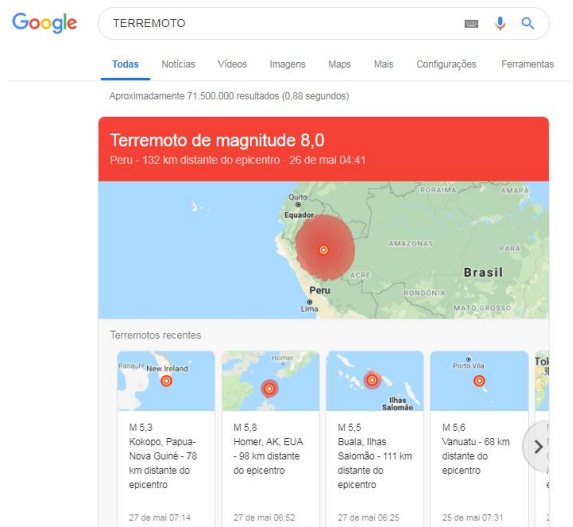 Google
TERREMOTO
Todas Notícias Vídeos Imagens Maps Mais Configurações Ferramentas
Aproximadamente 71.500.000 resultados (0,88 segundos)
Terremoto de magnitude 8,0
Peru - 132 km distante do epicentro · 26 de mai 04:41
Quito
Equador
RORAIMA
AMAPÁ
AMAZONAS
PARÁ
ACRE
Brasil
Peru
RONDÔNIA
Lima
MATO GROSSO
Terremotos recentes
New Ireland
Homer
Ilhas
Salomão
Porto Vila
M 5,3
Kokopo, Papua-
Nova Guiné - 78
km distante do
epicentro
27 de mai 07:14
M 5,8
Homer, AK, EUA
- 98 km distante
do epicentro
27 de mai 06:52
M 5,5
Buala, Ilhas
Salomão - 111 km
distante do
epicentro
27 de mai 06:25
M 5,6
Vanuatu - 68 km
distante do
epicentro
25 de mai 07:31